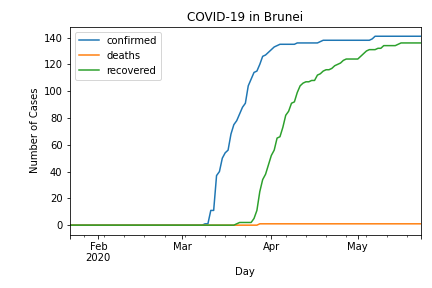 COVID-19 in Brunei
confirmed
deaths
recovered
Number of Cases
140
120
100
80
60
40
20
0
Feb
2020
Mar
Apr
May
Day